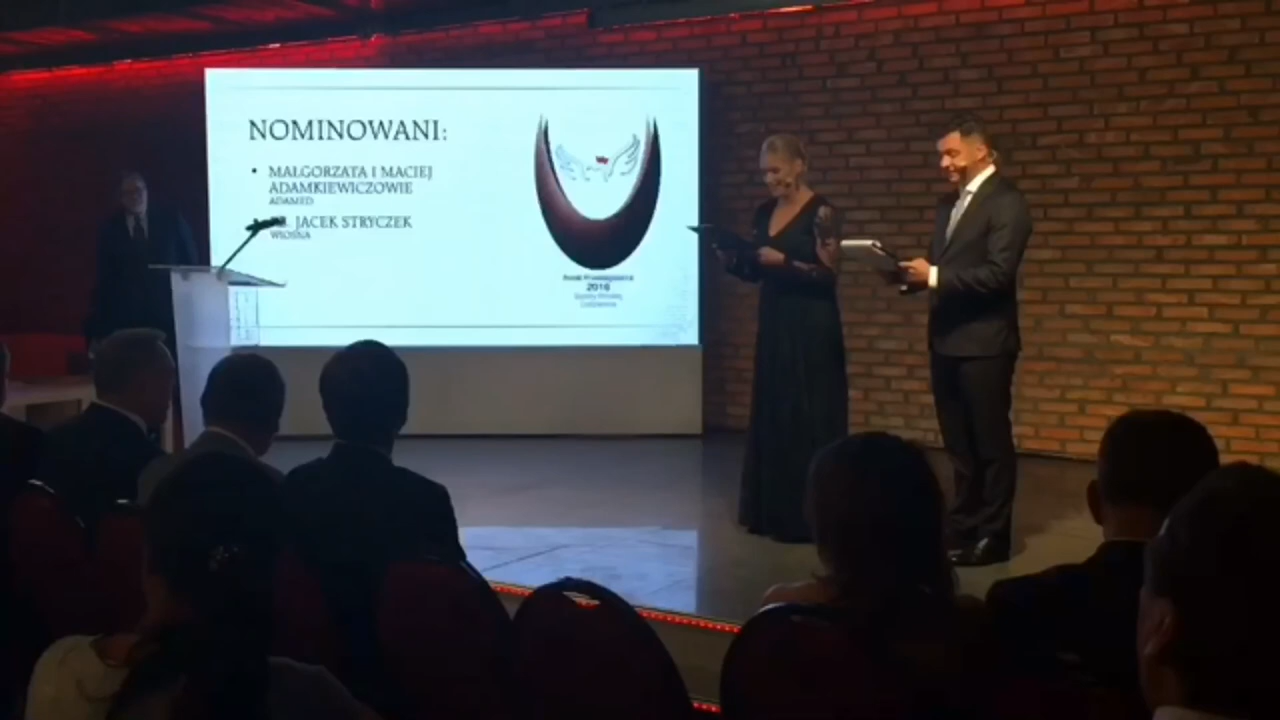 NOMINOWANI:
• MAŁGORZATA I MACIEJ
ADAMKIEWICZOWIE
ADAMED
JACEK STRYCZEK
WIOSNA
2016